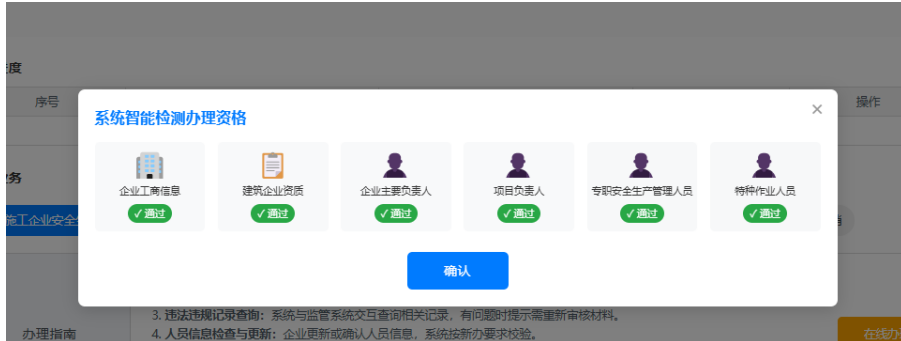 度
序号
操作
系统智能检测办理资格
×
企业工商信息
建筑企业资质
企业主要负责人
项目负责人
专职安全生产管理人员
特种作业人员
✓通过
✓通过
✓通过
✓通过
✓通过
✓通过
确认
务
施工企业安全
3. 违法违规记录查询：系统与监管系统交互查询相关记录，有问题时提示需重新审核材料。
办理指南
4. 人员信息检查与更新：企业更新或确认人员信息，系统按新办要求校验。
在线办